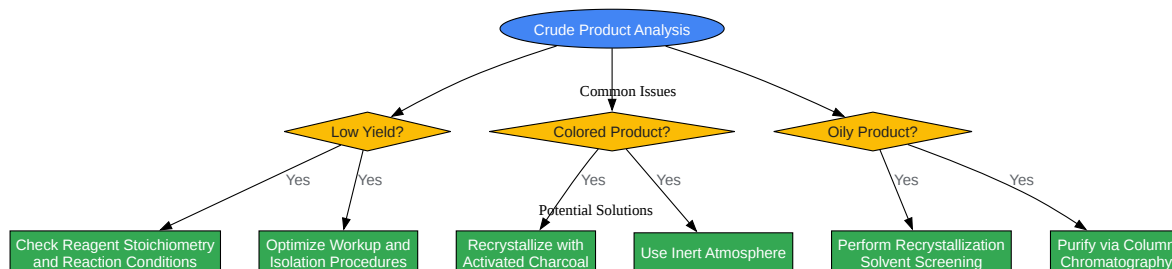 Crude Product Analysis
Common Issues
Low Yield?
Colored Product?
Oily Product?
Yes
Yes
Yes
Yes
Yes
Yes
Potential Solutions
Check Reagent Stoichiometry
and Reaction Conditions
Optimize Workup and
Isolation Procedures
Recrystallize with
Activated Charcoal
Use Inert Atmosphere
Perform Recrystallization
Solvent Screening
Purify via Column
Chromatography